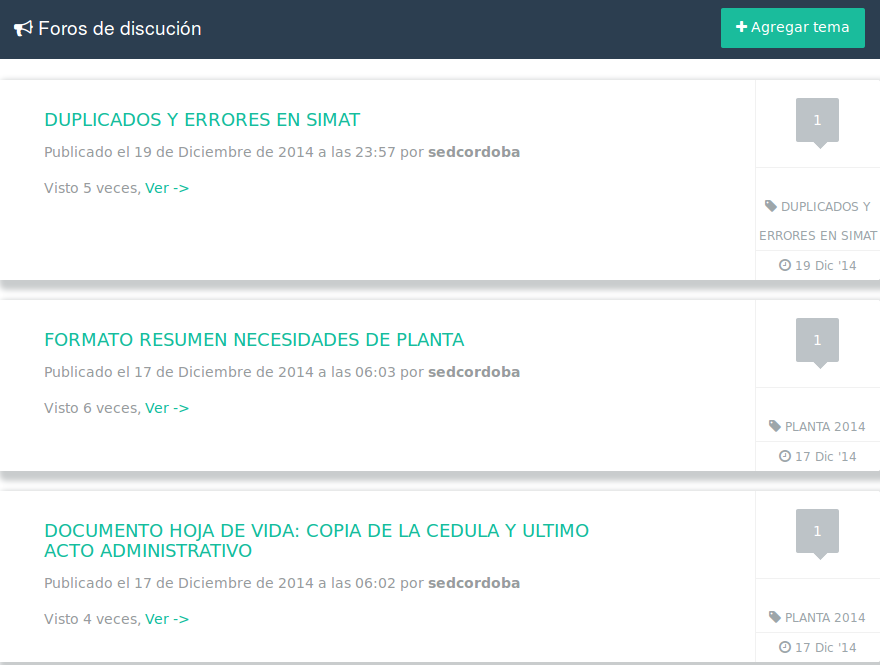 Foros de discución
Agregar tema
DUPLICADOS Y ERRORES EN SIMAT
Publicado el 19 de Diciembre de 2014 a las 23:57 por sedcordoba
Visto 5 veces, Ver ->
1
DUPLICADOS Y
ERRORES EN SIMAT
19 Dic '14
FORMATO RESUMEN NECESIDADES DE PLANTA
Publicado el 17 de Diciembre de 2014 a las 06:03 por sedcordoba
Visto 6 veces, Ver ->
1
PLANTA 2014
17 Dic '14
DOCUMENTO HOJA DE VIDA: COPIA DE LA CEDULA Y ULTIMO
ACTO ADMINISTRATIVO
Publicado el 17 de Diciembre de 2014 a las 06:02 por sedcordoba
Visto 4 veces, Ver ->
1
PLANTA 2014
17 Dic '14